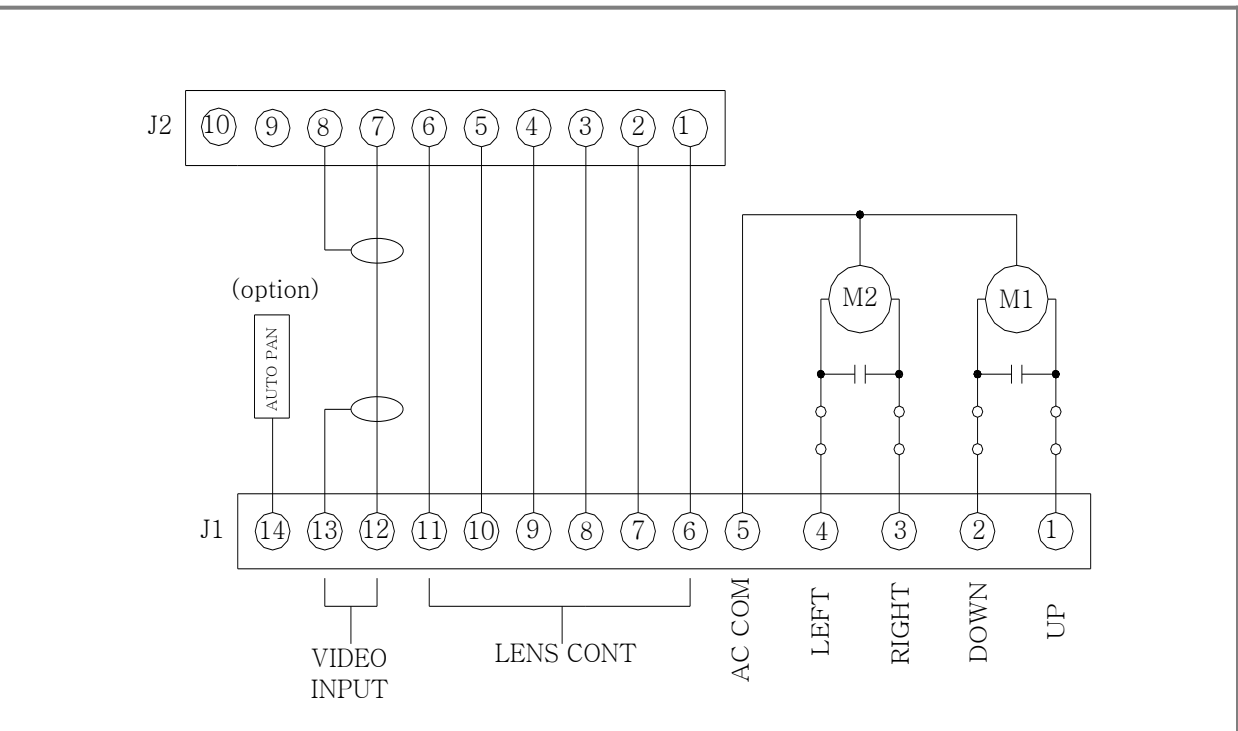 J2 10 9 8 7 6 5 4 3 2 1
(option)
AUTO PAN
M2 M1
J1 14 13 12 11 10 9 8 7 6 5 4 3 2 1
VIDEO
INPUT
LENS CONT
AC COM
LEFT
RIGHT
DOWN
UP